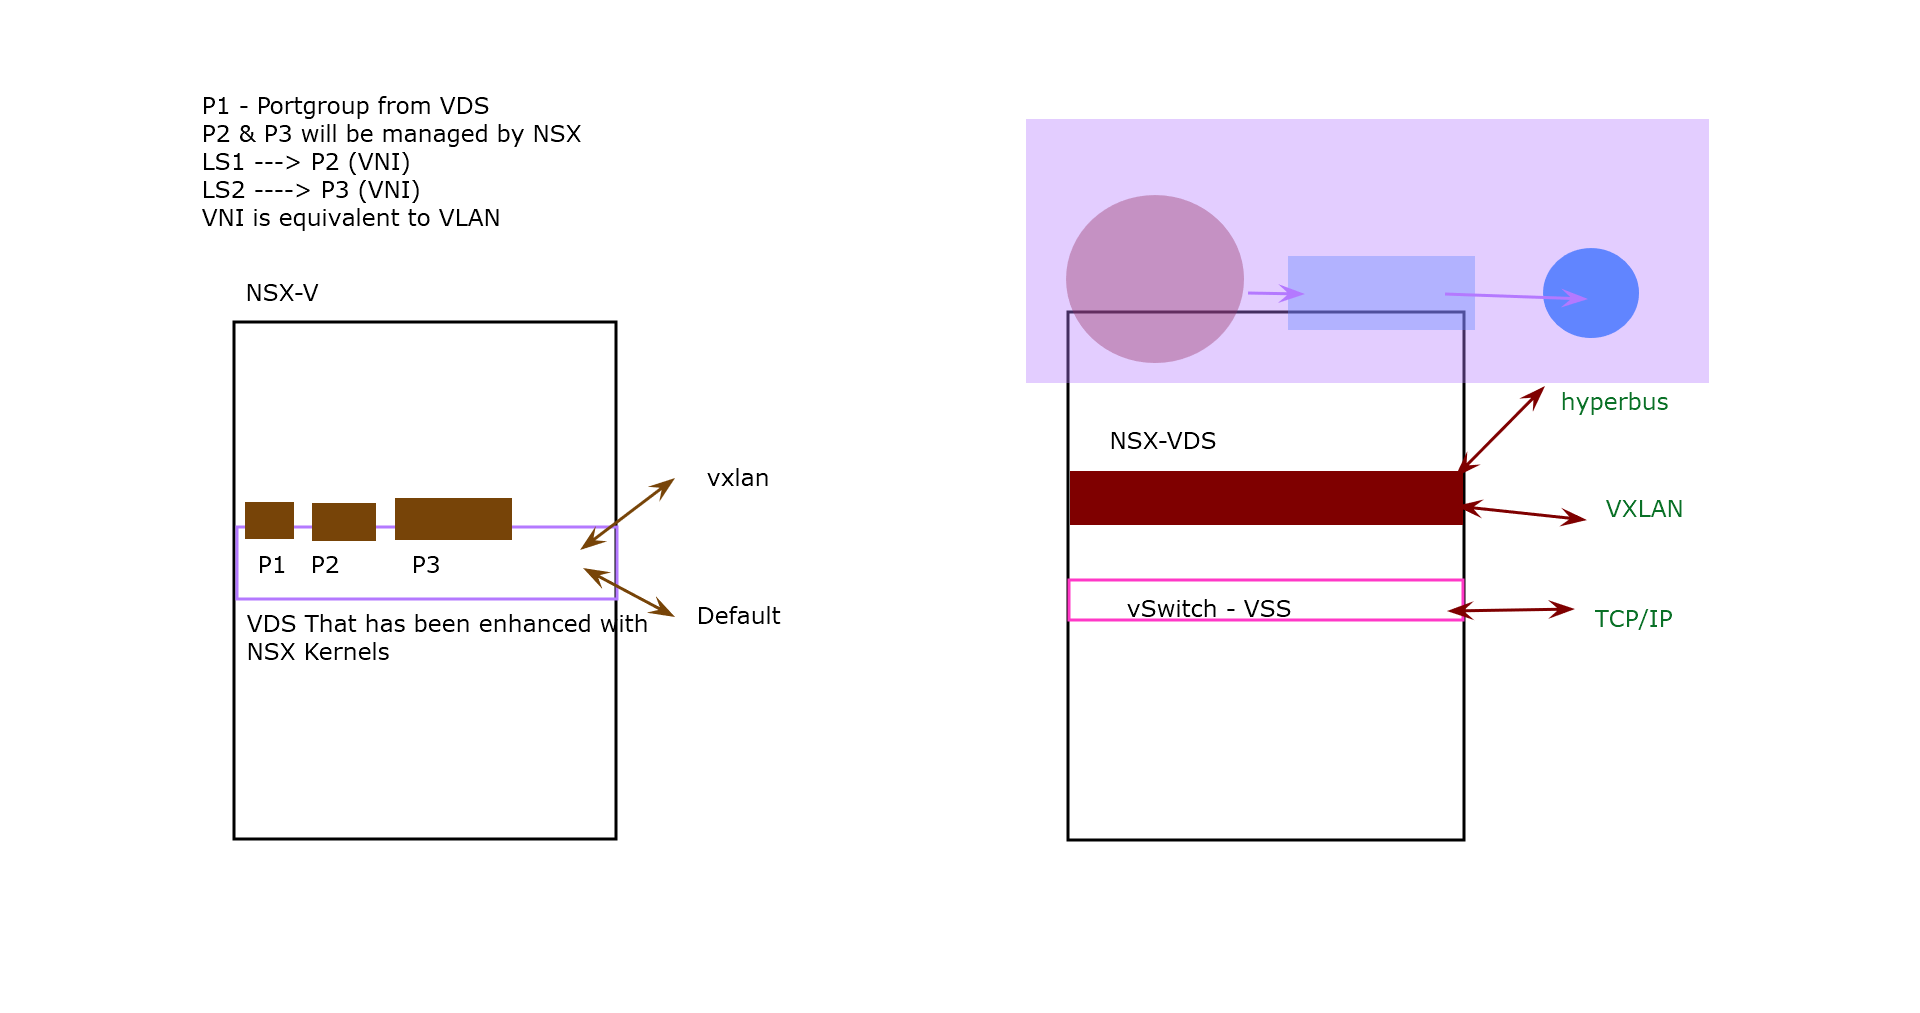 P1 - Portgroup from VDS
P2 & P3 will be managed by NSX
LS1 ---> P2 (VNI)
LS2 ----> P3 (VNI)
VNI is equivalent to VLAN
NSX-V
vxlan
P1 P2 P3
Default
VDS That has been enhanced with
NSX Kernels
hyperbus
NSX-VDS
VXLAN
vSwitch - VSS
TCP/IP